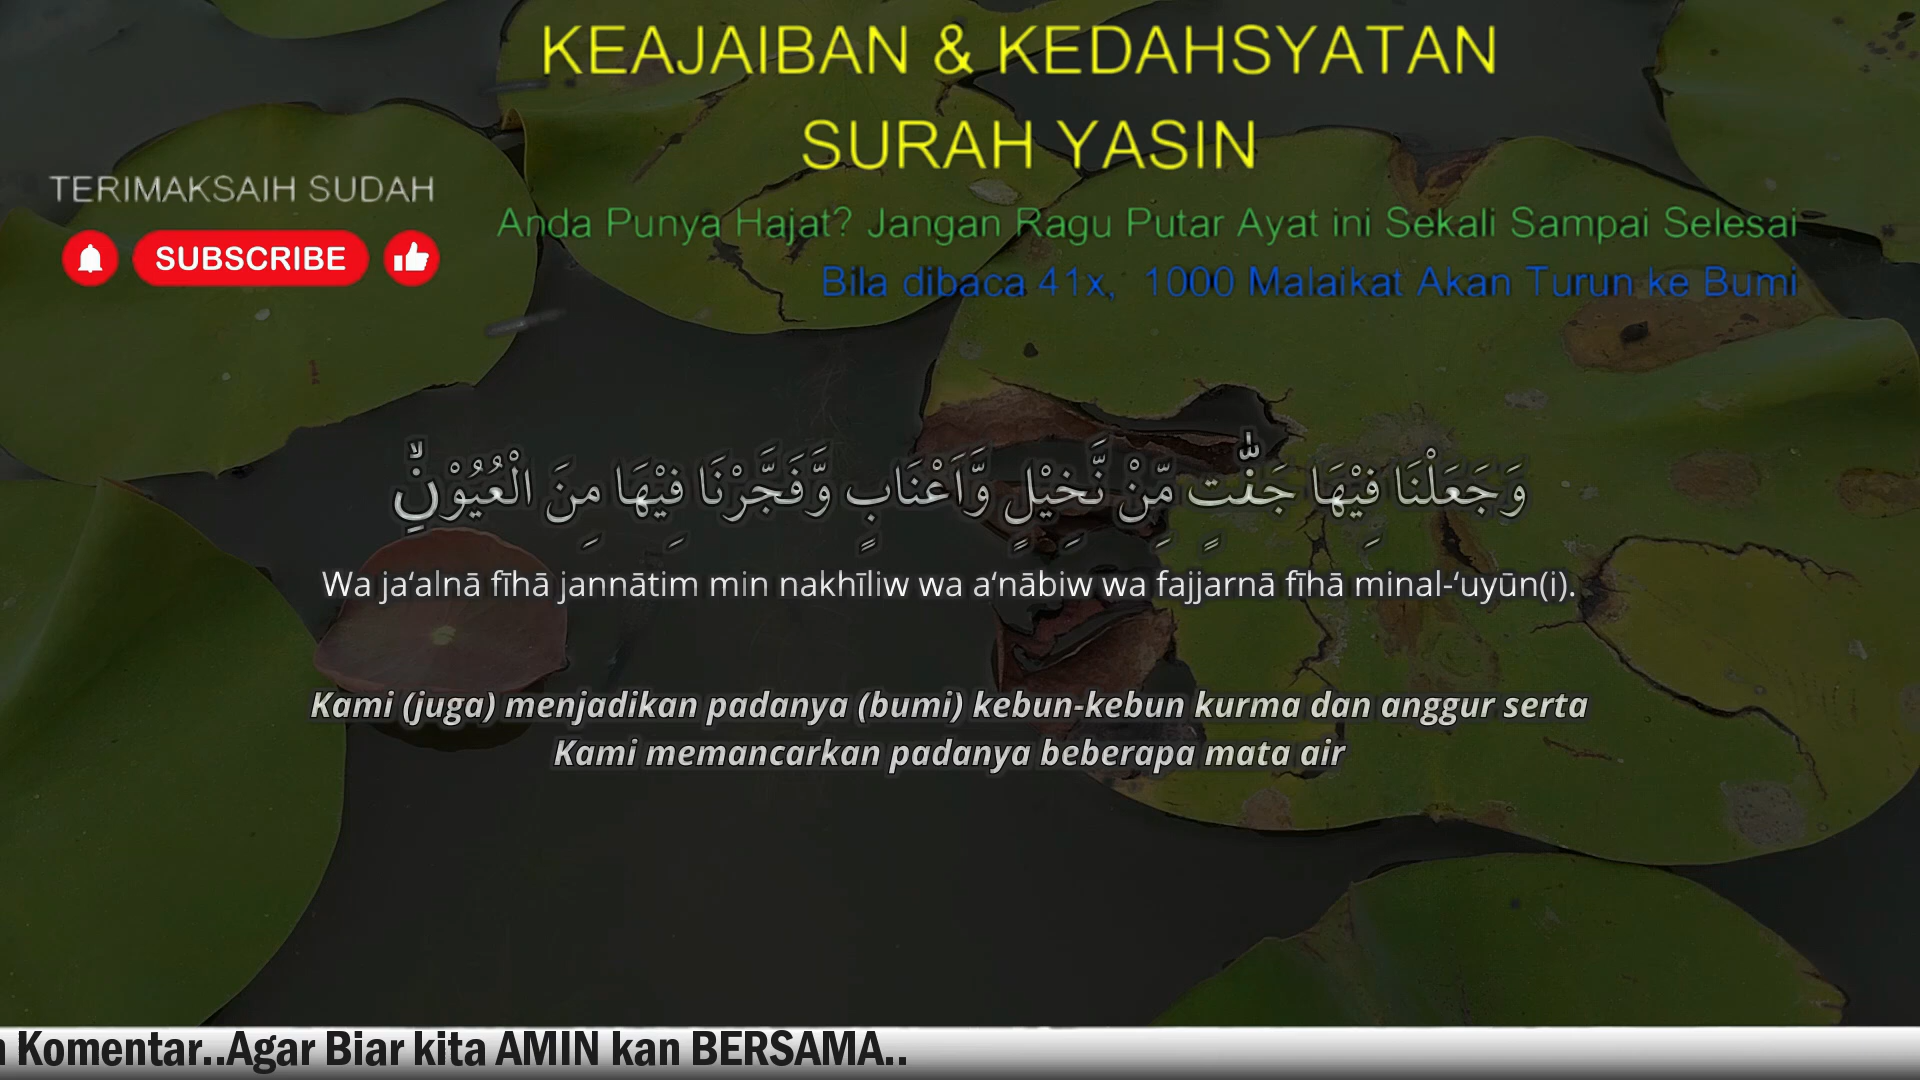 KEAJAIBAN & KEDAHSYATAN
SURAH YASIN
TERIMAKSAIH SUDAH
SUBSCRIBE
Anda Punya Hajat? Jangan Ragu Putar Ayat ini Sekali Sampai Selesai
Bila dibaca 41x, 1000 Malaikat Akan Turun ke Bumi
وَجَعَلْنَا فِيْهَا جَنّٰتٍ مِّنْ نَّخِيْلٍ وَّاَعْنَابٍ وَّفَجَّرْنَا فِيْهَا مِنَ الْعُيُوْنِۙ
Wa ja‘alnā fīhā jannātim min nakhīliw wa a‘nābiw wa fajjarnā fīhā minal-‘uyūn(i).
Kami (juga) menjadikan padanya (bumi) kebun-kebun kurma dan anggur serta
Kami memancarkan padanya beberapa mata air
Komentar..Agar Biar kita AMIN kan BERSAMA..